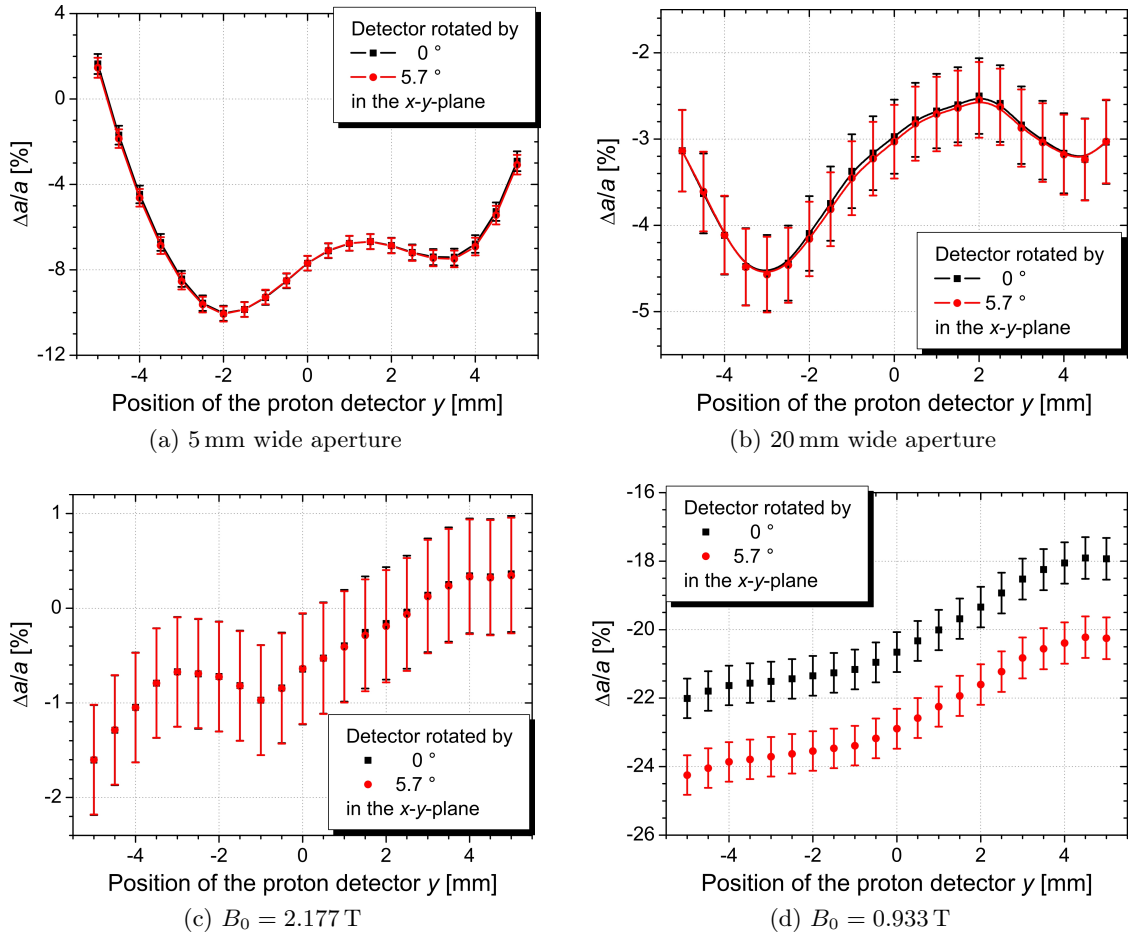 4
0
-4
-8
-12
Δa/a [%]
Detector rotated by
0 °
5.7 °
in the x-y-plane
-4 -2 0 2 4
Position of the proton detector y [mm]
(a) 5 mm wide aperture
-2
-3
-4
-5
Δa/a [%]
Detector rotated by
0 °
5.7 °
in the x-y-plane
-4 -2 0 2 4
Position of the proton detector y [mm]
(b) 20 mm wide aperture
1
0
-1
-2
Δa/a [%]
Detector rotated by
0 °
5.7 °
in the x-y-plane
-4 -2 0 2 4
Position of the proton detector y [mm]
(c) B₀ = 2.177 T
-16
-18
-20
-22
-24
-26
Δa/a [%]
Detector rotated by
0 °
5.7 °
in the x-y-plane
-4 -2 0 2 4
Position of the proton detector y [mm]
(d) B₀ = 0.933 T